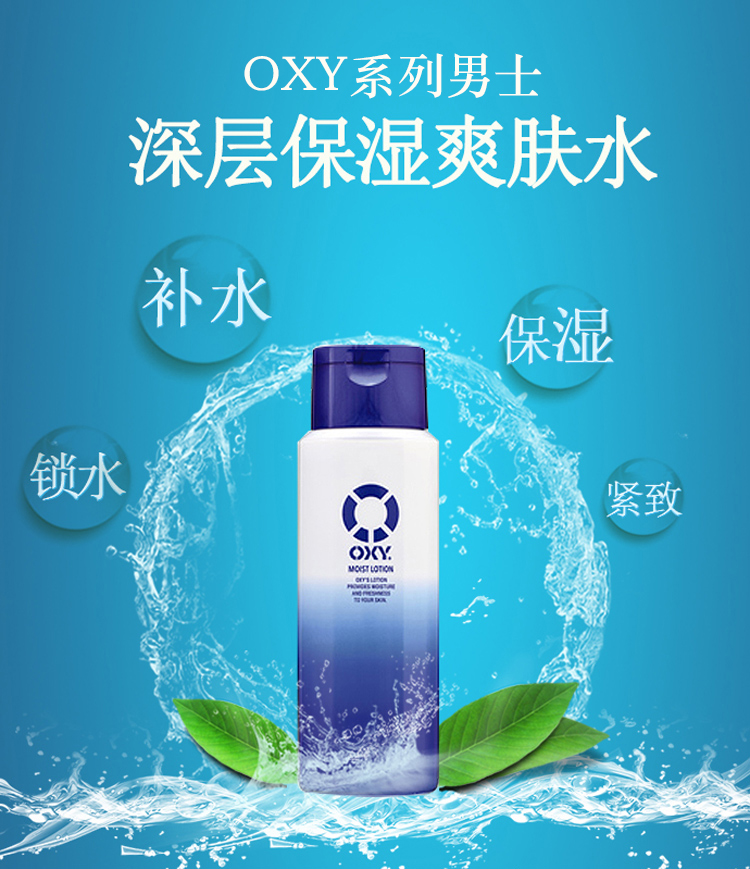 OXY系列男士
深层保湿爽肤水
补水
保湿
锁水
紧致
OXY.
MOIST LOTION
OXY'S LOTION
PROVIDES MOISTURE
AND FRESHNESS
TO YOUR SKIN.